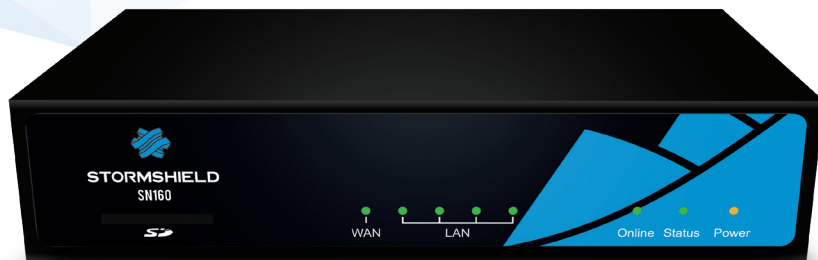 STORMSHIELD
SN160
SD
WAN
LAN
Online Status Power